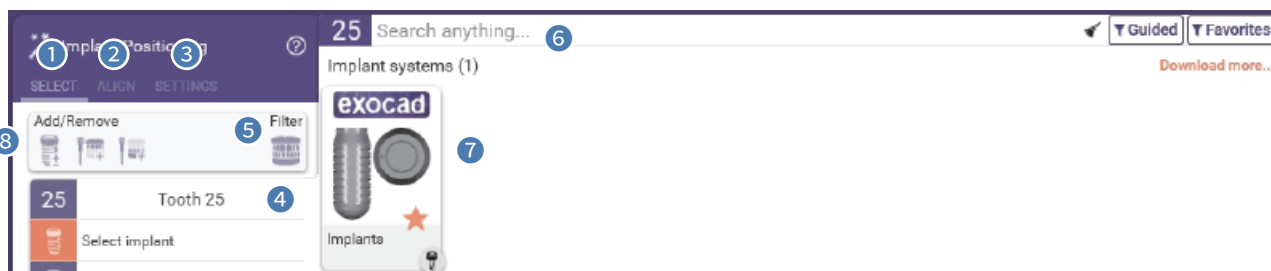 Implant Positioning
1 2 3
SELECT ALIGN SETTINGS
Add/Remove
5 Filter
8
25 Tooth 25 4
Select implant
25 Search anything... 6
Guided Favorites
Implant systems (1)
Download more...
exocad
7
Implants